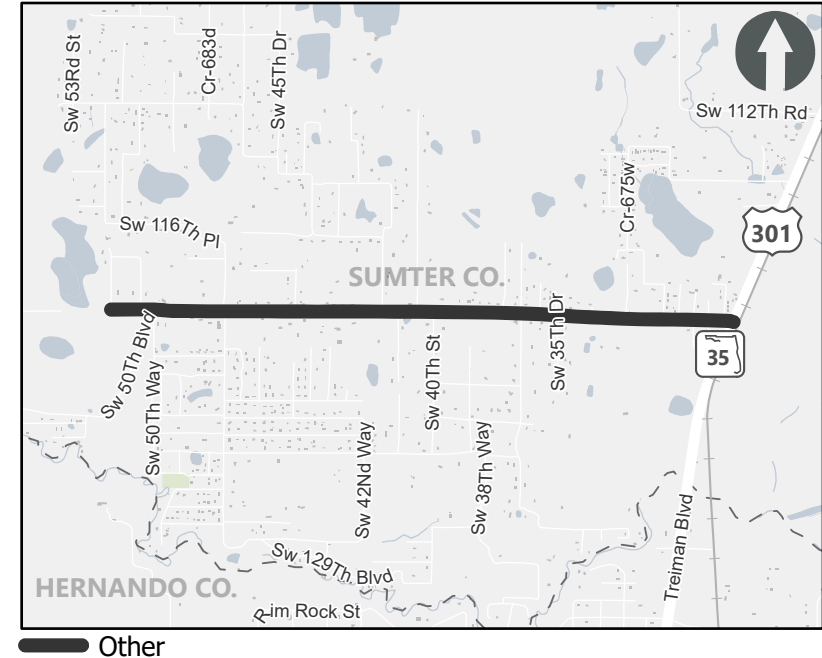 Sw 53Rd St
Cr-683d
Sw 45Th Dr
Sw 112Th Rd
Cr-675w
Sw 116Th Pl
301
SUMTER CO.
Sw 50Th Blvd
Sw 50Th Way
Sw 40Th St
Sw 35Th Dr
35
Sw 42Nd Way
Sw 38Th Way
Treiman Blvd
Sw 129Th Blvd
HERNANDO CO.
Rim Rock St
Other